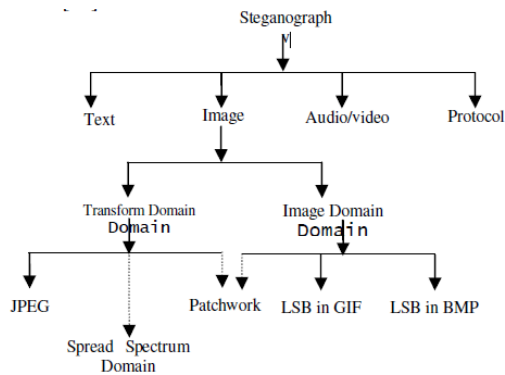 Steganograph
y
Text
Image
Audio/video
Protocol
Transform Domain
Domain
Image Domain
Domain
JPEG
Patchwork
LSB in GIF
LSB in BMP
Spread Spectrum
Domain